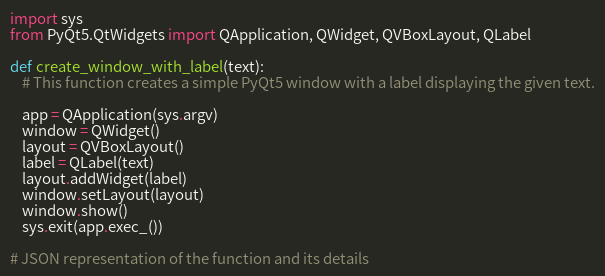 import sys
from PyQt5.QtWidgets import QApplication, QWidget, QVBoxLayout, QLabel

def create_window_with_label(text):
    # This function creates a simple PyQt5 window with a label displaying the given text.

    app = QApplication(sys.argv)
    window = QWidget()
    layout = QVBoxLayout()
    label = QLabel(text)
    layout.addWidget(label)
    window.setLayout(layout)
    window.show()
    sys.exit(app.exec_())

# JSON representation of the function and its details